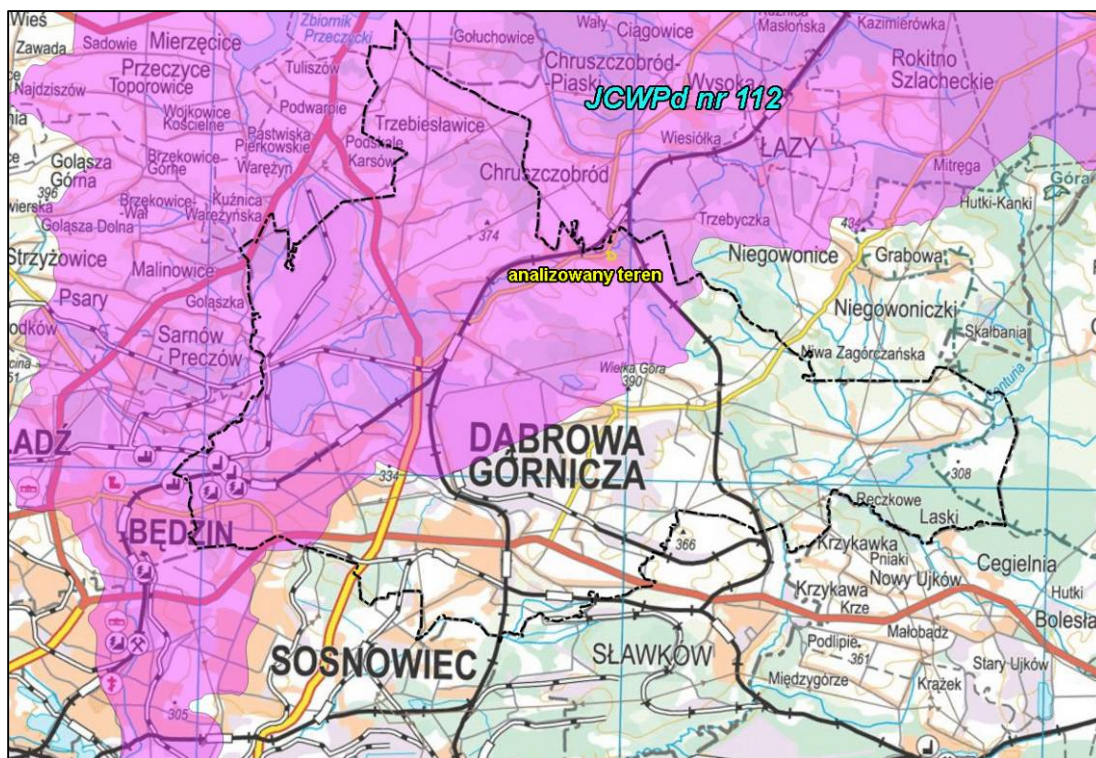 Wieś
Zawada
Sadowie
Mierzęcice
Zbiornik
Przeczycki
Gołuchowice
Wały
Ciągowice
Kuźnica
Masłońska
Kazimierówka
Najdziszów
Przeczyce
Toporowice
Tuliszów
Chruszczobród-
Piaski
Wysoka
Rokitno
Szlacheckie
JCWPd nr 112
Wojkowice
Kościelne
Podwarpie
Trzebiesławice
Pastwiska
Pierkowskie
Wiesiółka
ŁAZY
Gołąsza
Górna
Brzękowice
Górne
Warężyn
Podskale
Karsów
Mitręga
396
Chruszczobród
Góra
Brzękowice
-Wał
Kuźnica
Warężyńska
Hutki-Kanki
Gołąsza Dolna
374
Trzebyczka
434
Strzyżowice
Malinowice
analizowany teren
Niegowonice
Grabowa
Psary
Goląszka
Niegowoniczki
Sarnów
Preczów
Skałbania
Niwa Zagórczańska
Wielka Góra
390
Centuria
DĄBROWA
GÓRNICZA
334
308
BĘDZIN
Ręczkowe
Laski
366
Krzykawka
Pniaki
Cegielnia
Krzykawa
Nowy Ujków
Krze
Hutki
Bolesła
Małobądz
SOSNOWIEC
SŁAWKÓW
Podlipie
361
Stary Ujków
Międzygórze
Krążek
305